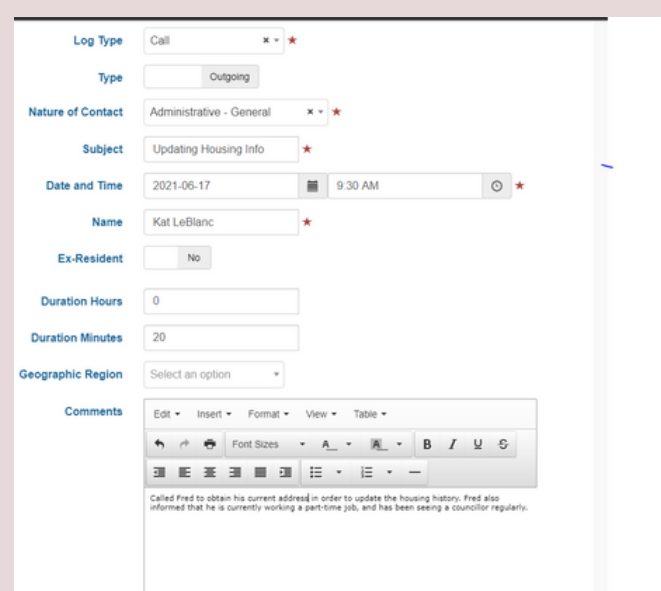 Log Type Call × ★
Type Outgoing
Nature of Contact Administrative - General × ★
Subject Updating Housing Info ★
Date and Time 2021-06-17 9:30 AM ★
Name Kat LeBlanc ★
Ex-Resident No
Duration Hours 0
Duration Minutes 20
Geographic Region Select an option
Comments Edit Insert Format View Table
Font Sizes A A B I U S
Called Fred to obtain his current address in order to update the housing history. Fred also
informed that he is currently working a part-time job, and has been seeing a councillor regularly.